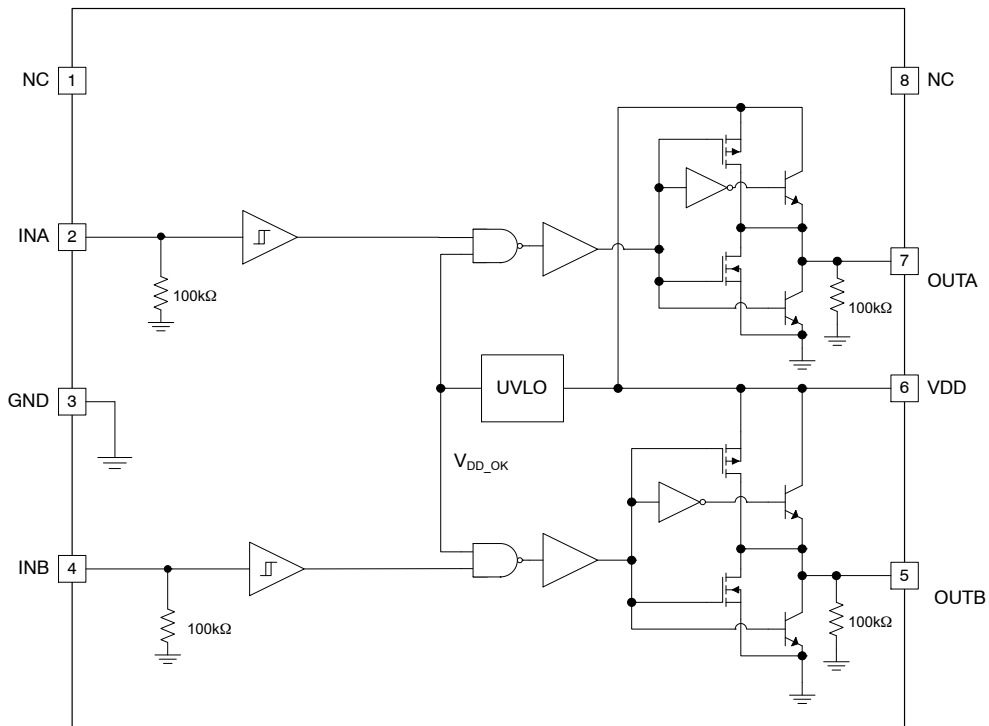 NC 1
8 NC
INA 2
7 OUTA
100kΩ
100kΩ
GND 3
UVLO
6 VDD
VDD_OK
INB 4
5 OUTB
100kΩ
100kΩ